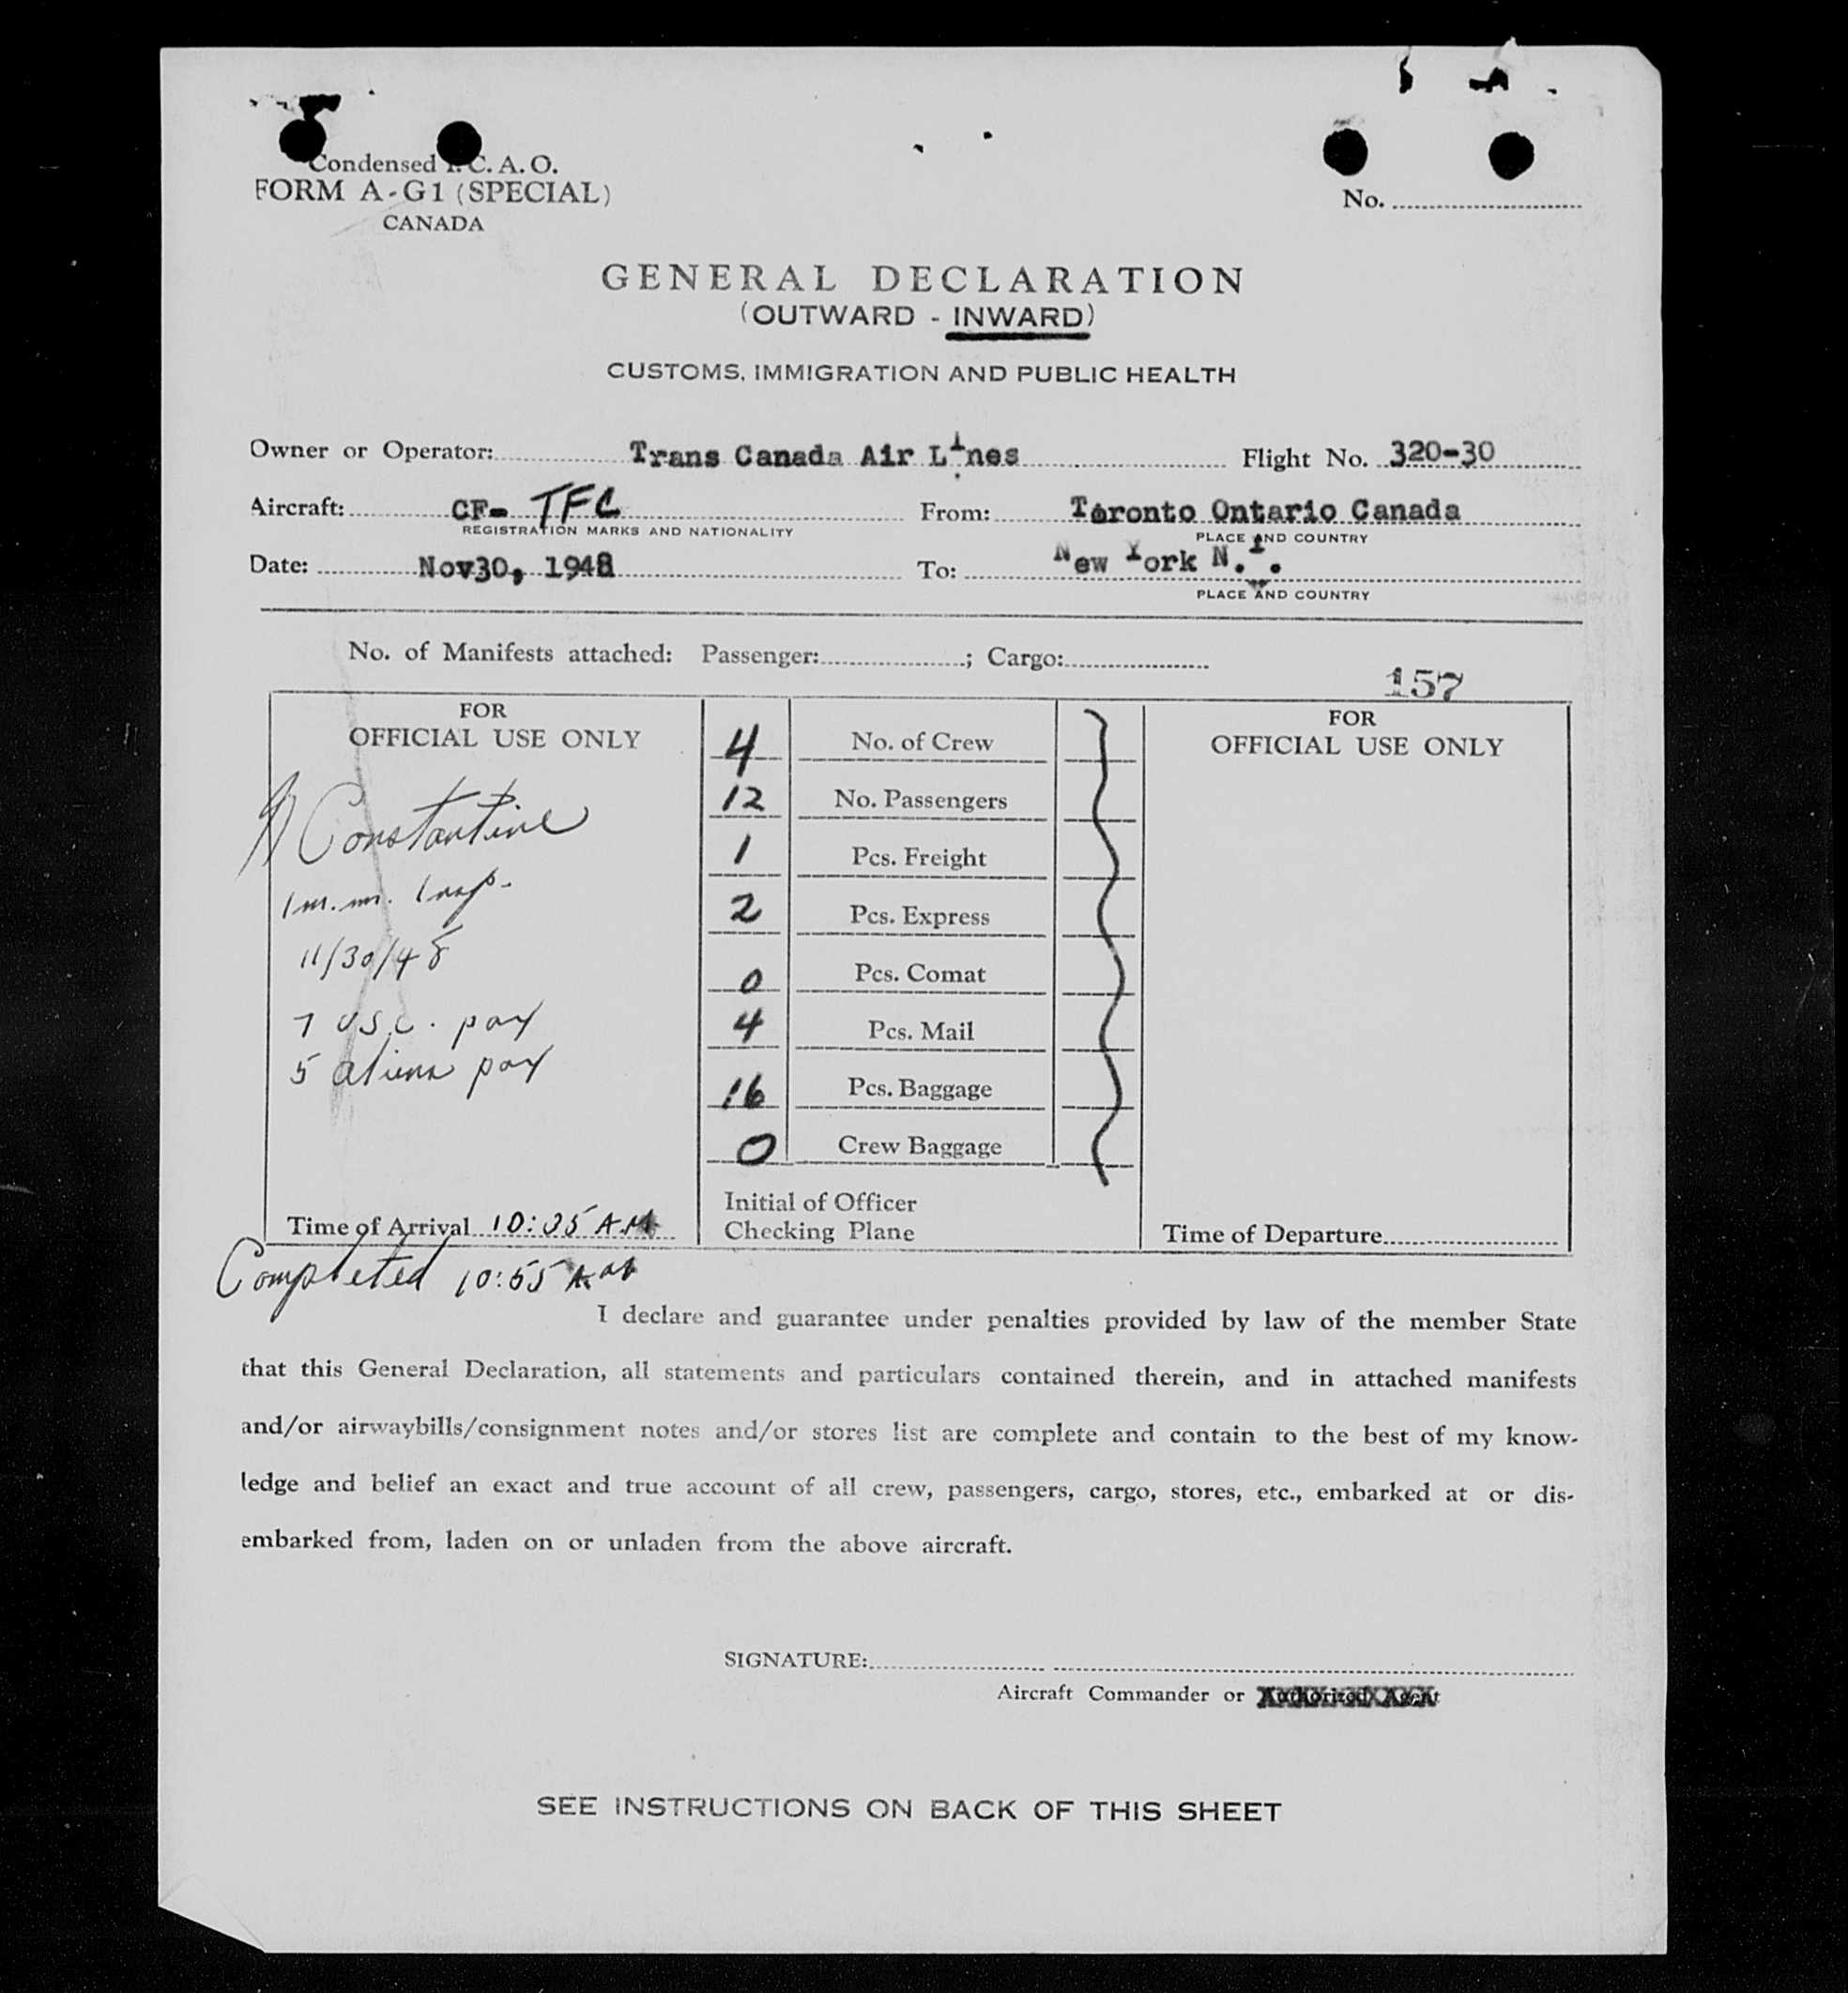 Condensed I. C. A. O.
FORM A-G1 (SPECIAL)
CANADA
No.
GENERAL DECLARATION
(OUTWARD - INWARD)
CUSTOMS, IMMIGRATION AND PUBLIC HEALTH
Owner or Operator: Trans Canada Air Lines Flight No. 320-30
Aircraft: CF- TFC From: Toronto Ontario Canada
REGISTRATION MARKS AND NATIONALITY PLACE AND COUNTRY
Date: Nov30, 1948 To: New York N.Y.
PLACE AND COUNTRY
No. of Manifests attached: Passenger: ; Cargo:
157
FOR
OFFICIAL USE ONLY
Constantine
Imm. Insp.
11/30/48
7 USC. pay
5 aliens pay
Time of Arrival 10:35 A.M.
Completed 10:55 AM
4 No. of Crew
12 No. Passengers
1 Pcs. Freight
2 Pcs. Express
0 Pcs. Comat
4 Pcs. Mail
16 Pcs. Baggage
0 Crew Baggage
Initial of Officer
Checking Plane
FOR
OFFICIAL USE ONLY
Time of Departure
I declare and guarantee under penalties provided by law of the member State
that this General Declaration, all statements and particulars contained therein, and in attached manifests
and/or airwaybills/consignment notes and/or stores list are complete and contain to the best of my know-
ledge and belief an exact and true account of all crew, passengers, cargo, stores, etc., embarked at or dis-
embarked from, laden on or unladen from the above aircraft.
SIGNATURE:
Aircraft Commander or Authorized Agent
SEE INSTRUCTIONS ON BACK OF THIS SHEET